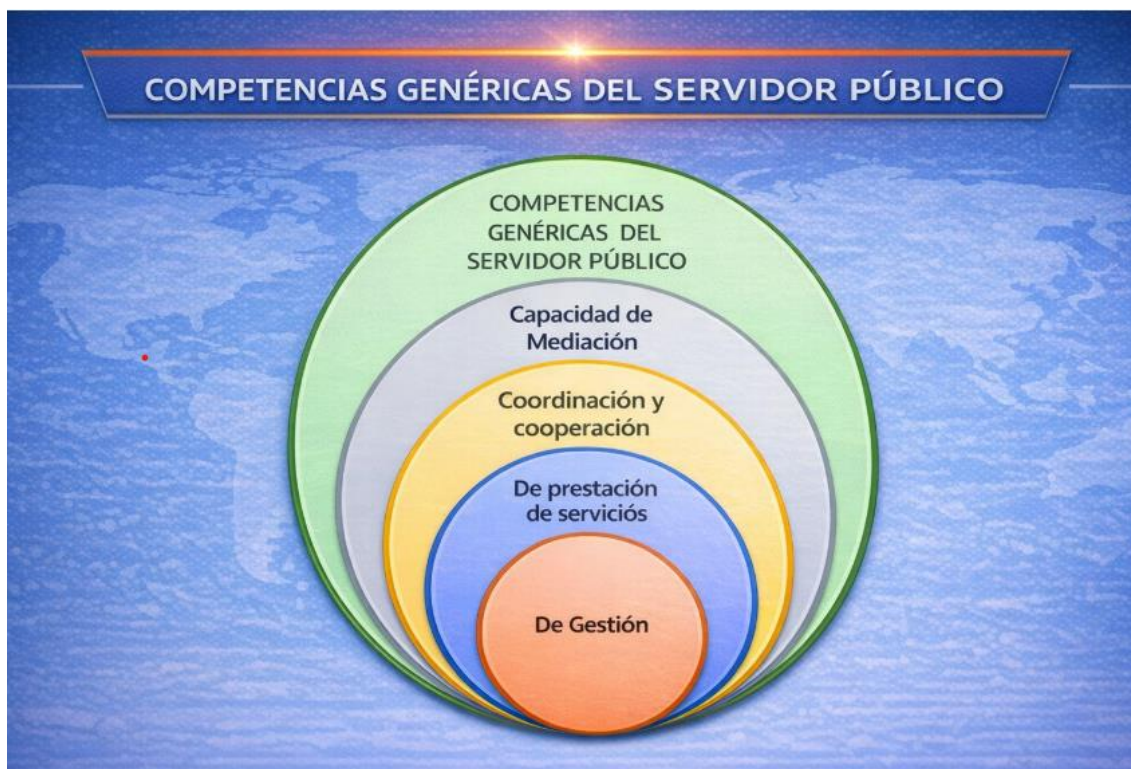 COMPETENCIAS GENÉRICAS DEL SERVIDOR PÚBLICO
COMPETENCIAS
GENÉRICAS DEL
SERVIDOR PÚBLICO
Capacidad de
Mediación
Coordinación y
cooperación
De prestación
de serviciós
De Gestión